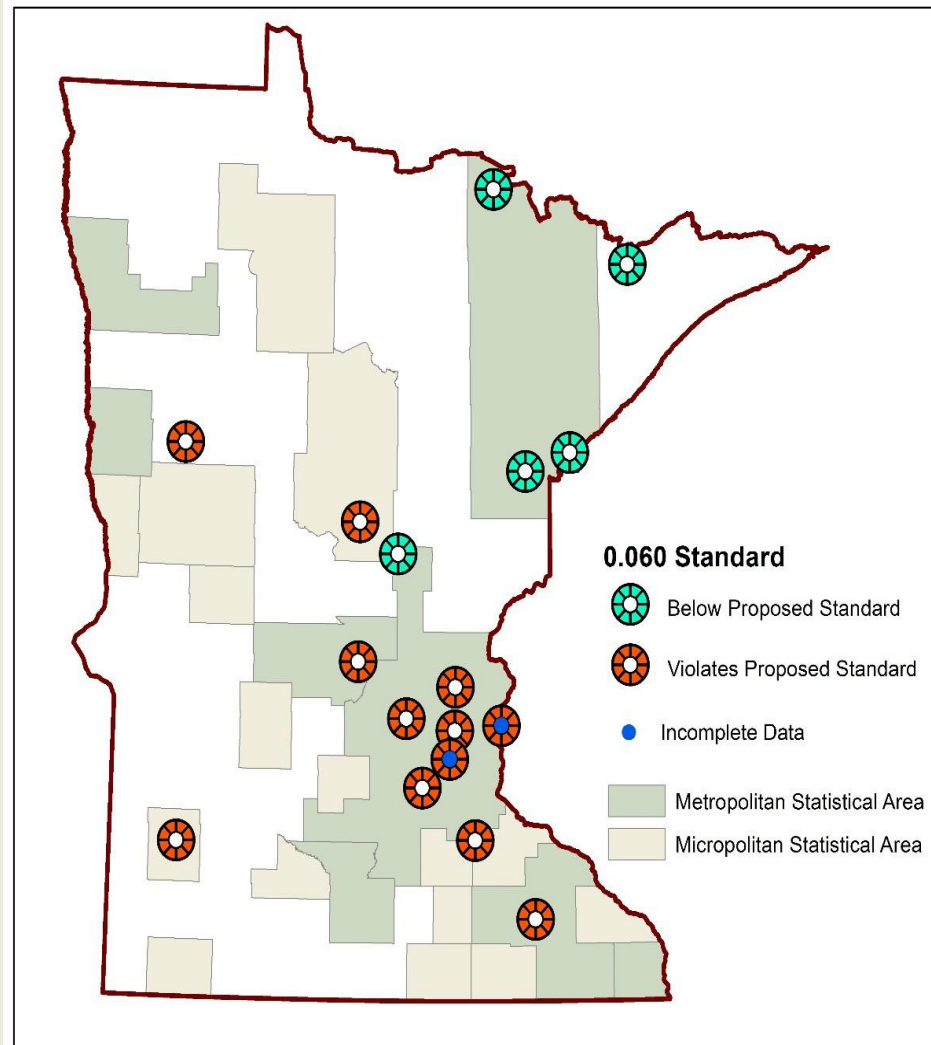 0.060 Standard
Below Proposed Standard
Violates Proposed Standard
Incomplete Data
Metropolitan Statistical Area
Micropolitan Statistical Area